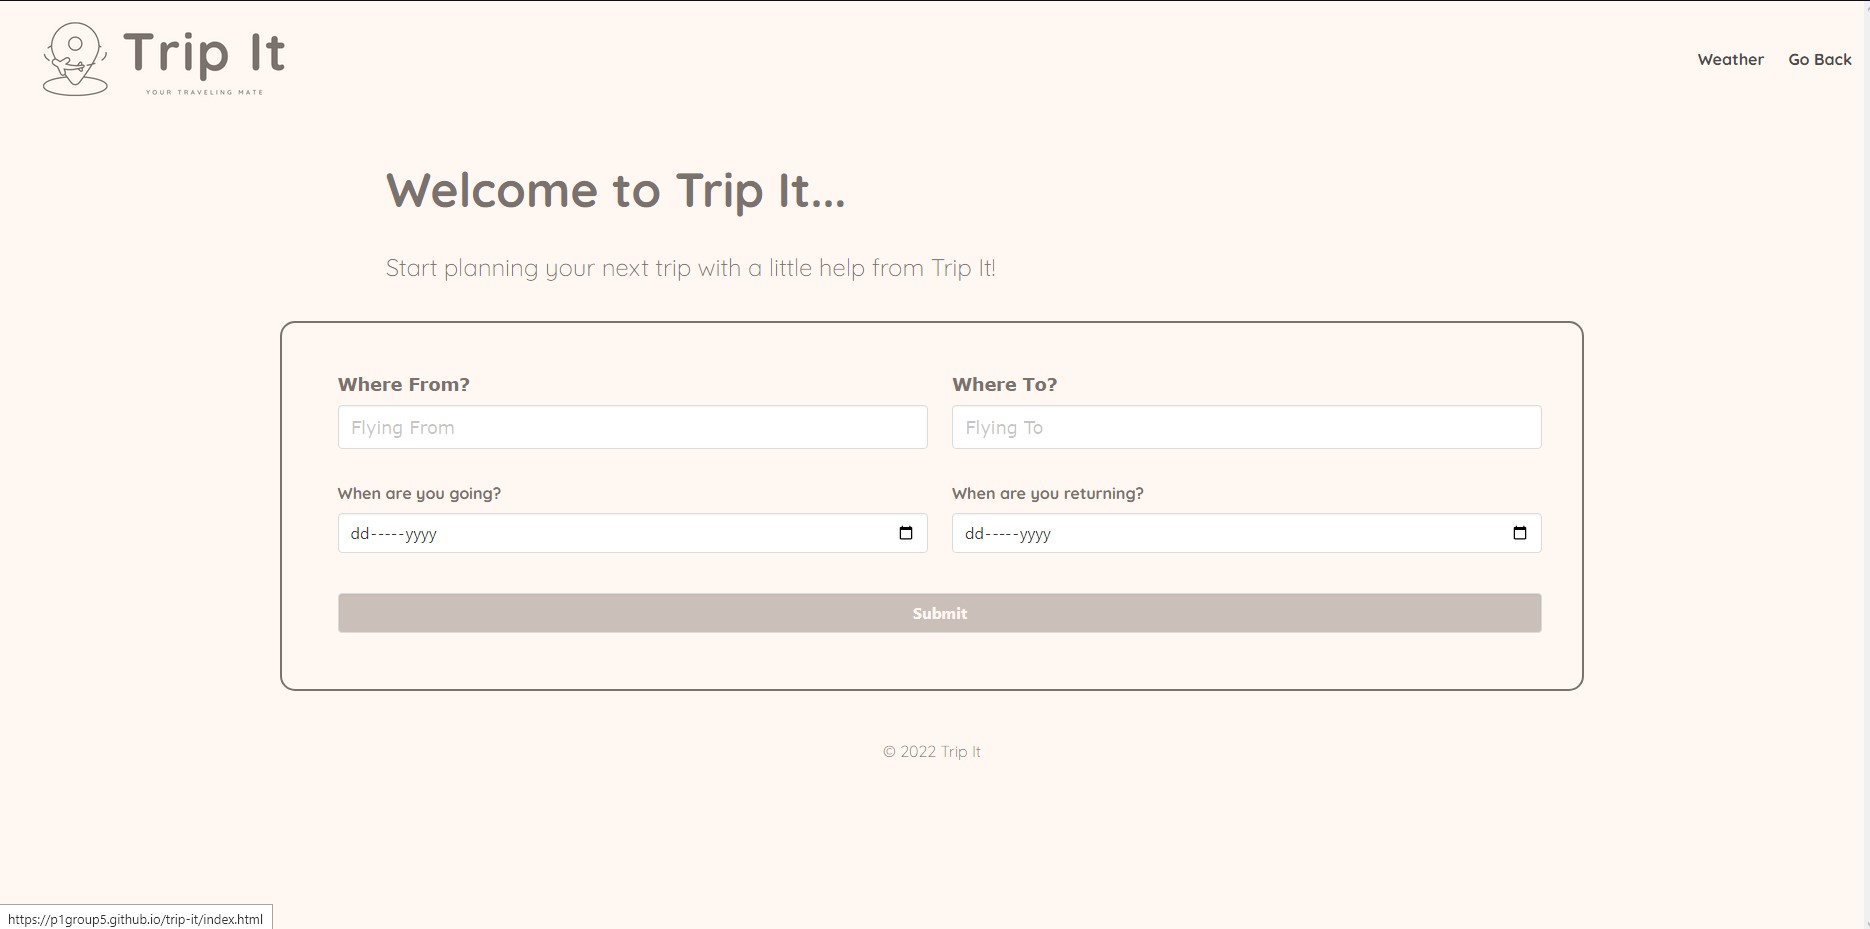 Trip It
YOUR TRAVELING MATE
Weather Go Back
Welcome to Trip It...
Start planning your next trip with a little help from Trip It!
Where From? Where To?
Flying From Flying To
When are you going? When are you returning?
dd-----yyyy dd-----yyyy
Submit
© 2022 Trip It
https://p1group5.github.io/trip-it/index.html